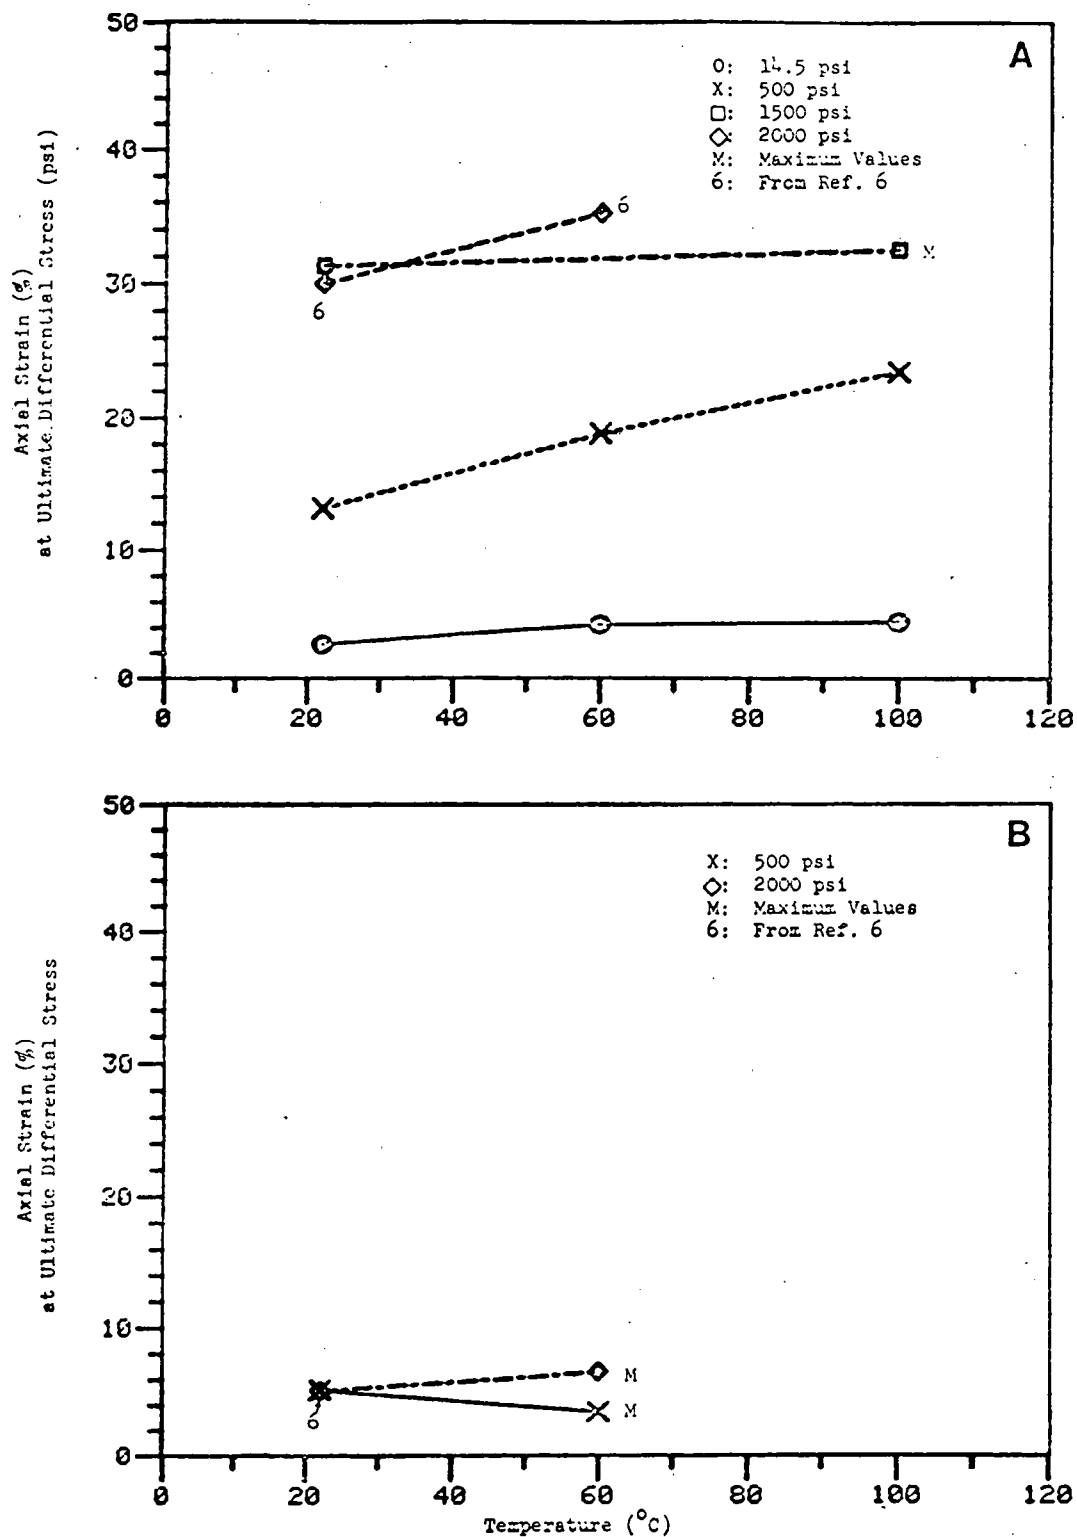 50
A
O: 14.5 psi
X: 500 psi
□: 1500 psi
◇: 2000 psi
M: Maximum Values
6: From Ref. 6
40
30
20
10
0
Axial Strain (%)
at Ultimate Differential Stress (psi)
6
M
6
0 20 40 60 80 100 120
50
B
X: 500 psi
◇: 2000 psi
M: Maximum Values
6: From Ref. 6
40
30
20
10
0
Axial Strain (%)
at Ultimate Differential Stress
M
M
6
0 20 40 60 80 100 120
Temperature (°C)